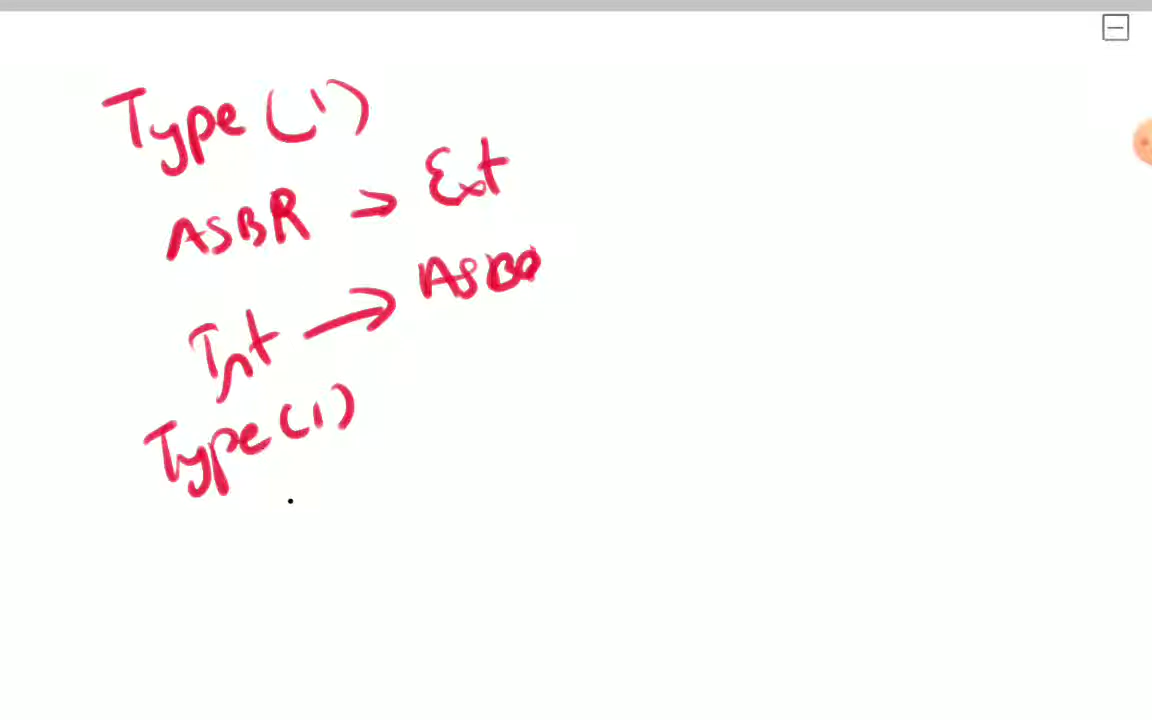 Type (1)
ASBR → Ext
Int → ASBR
Type (1)